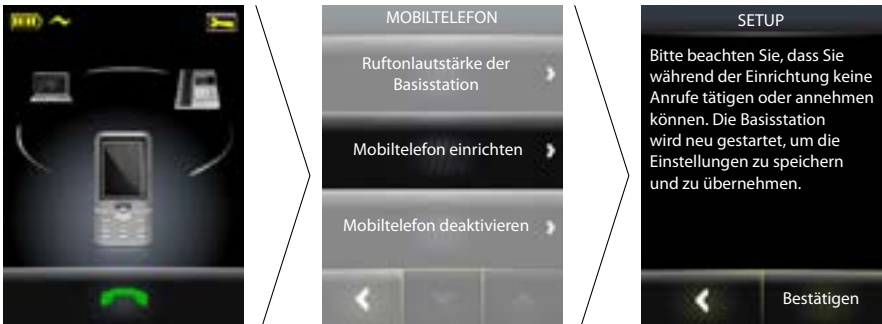 MOBILTELEFON
Ruftonlautstärke der
Basisstation
Mobiltelefon einrichten
Mobiltelefon deaktivieren
SETUP
Bitte beachten Sie, dass Sie
während der Einrichtung keine
Anrufe tätigen oder annehmen
können. Die Basisstation
wird neu gestartet, um die
Einstellungen zu speichern
und zu übernehmen.
Bestätigen